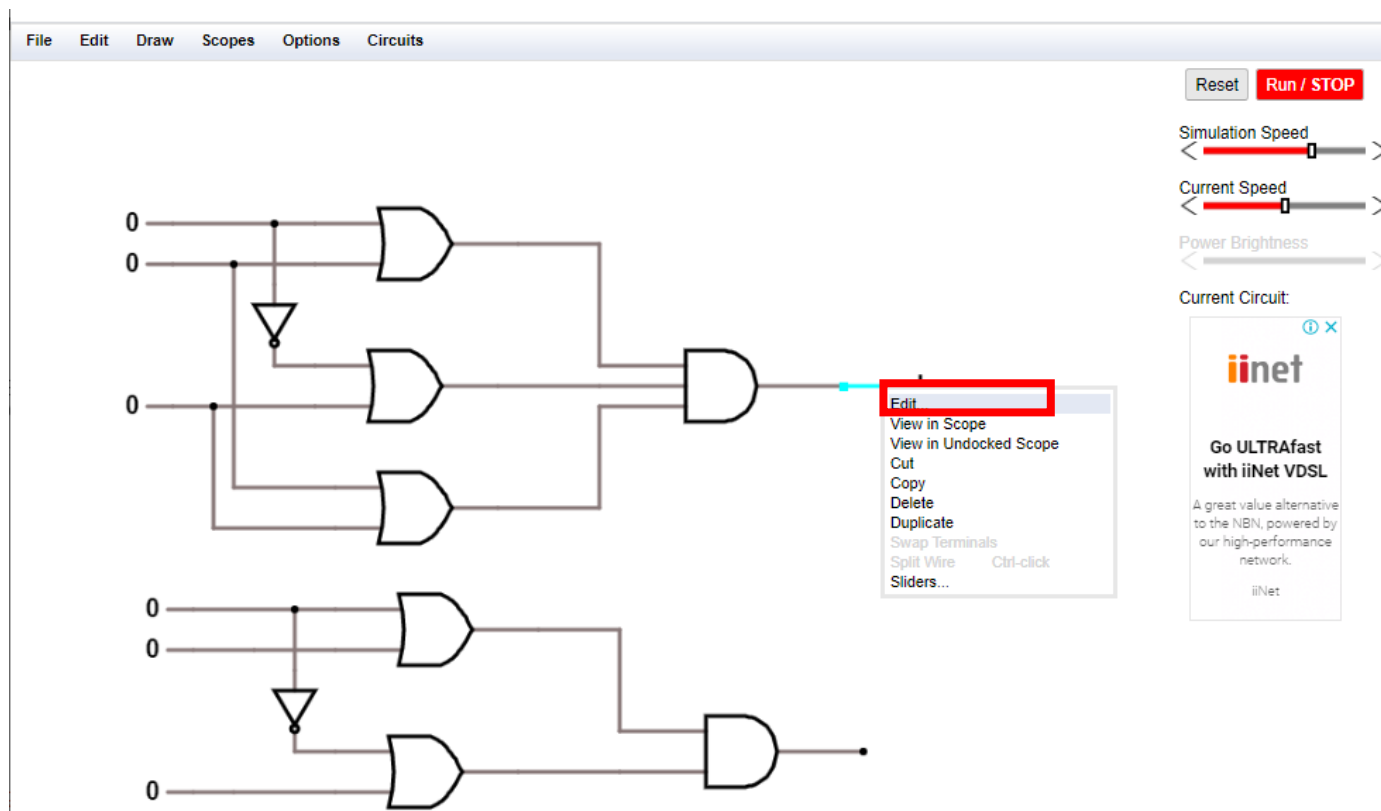 File Edit Draw Scopes Options Circuits
Reset Run / STOP
Simulation Speed
Current Speed
Power Brightness
Current Circuit:
0
0
0
0
0
0
Edit...
View in Scope
View in Undocked Scope
Cut
Copy
Delete
Duplicate
Swap Terminals
Split Wire Ctrl-click
Sliders...
iinet
Go ULTRAfast
with iiNet VDSL
A great value alternative
to the NBN, powered by
our high-performance
network.
iiNet